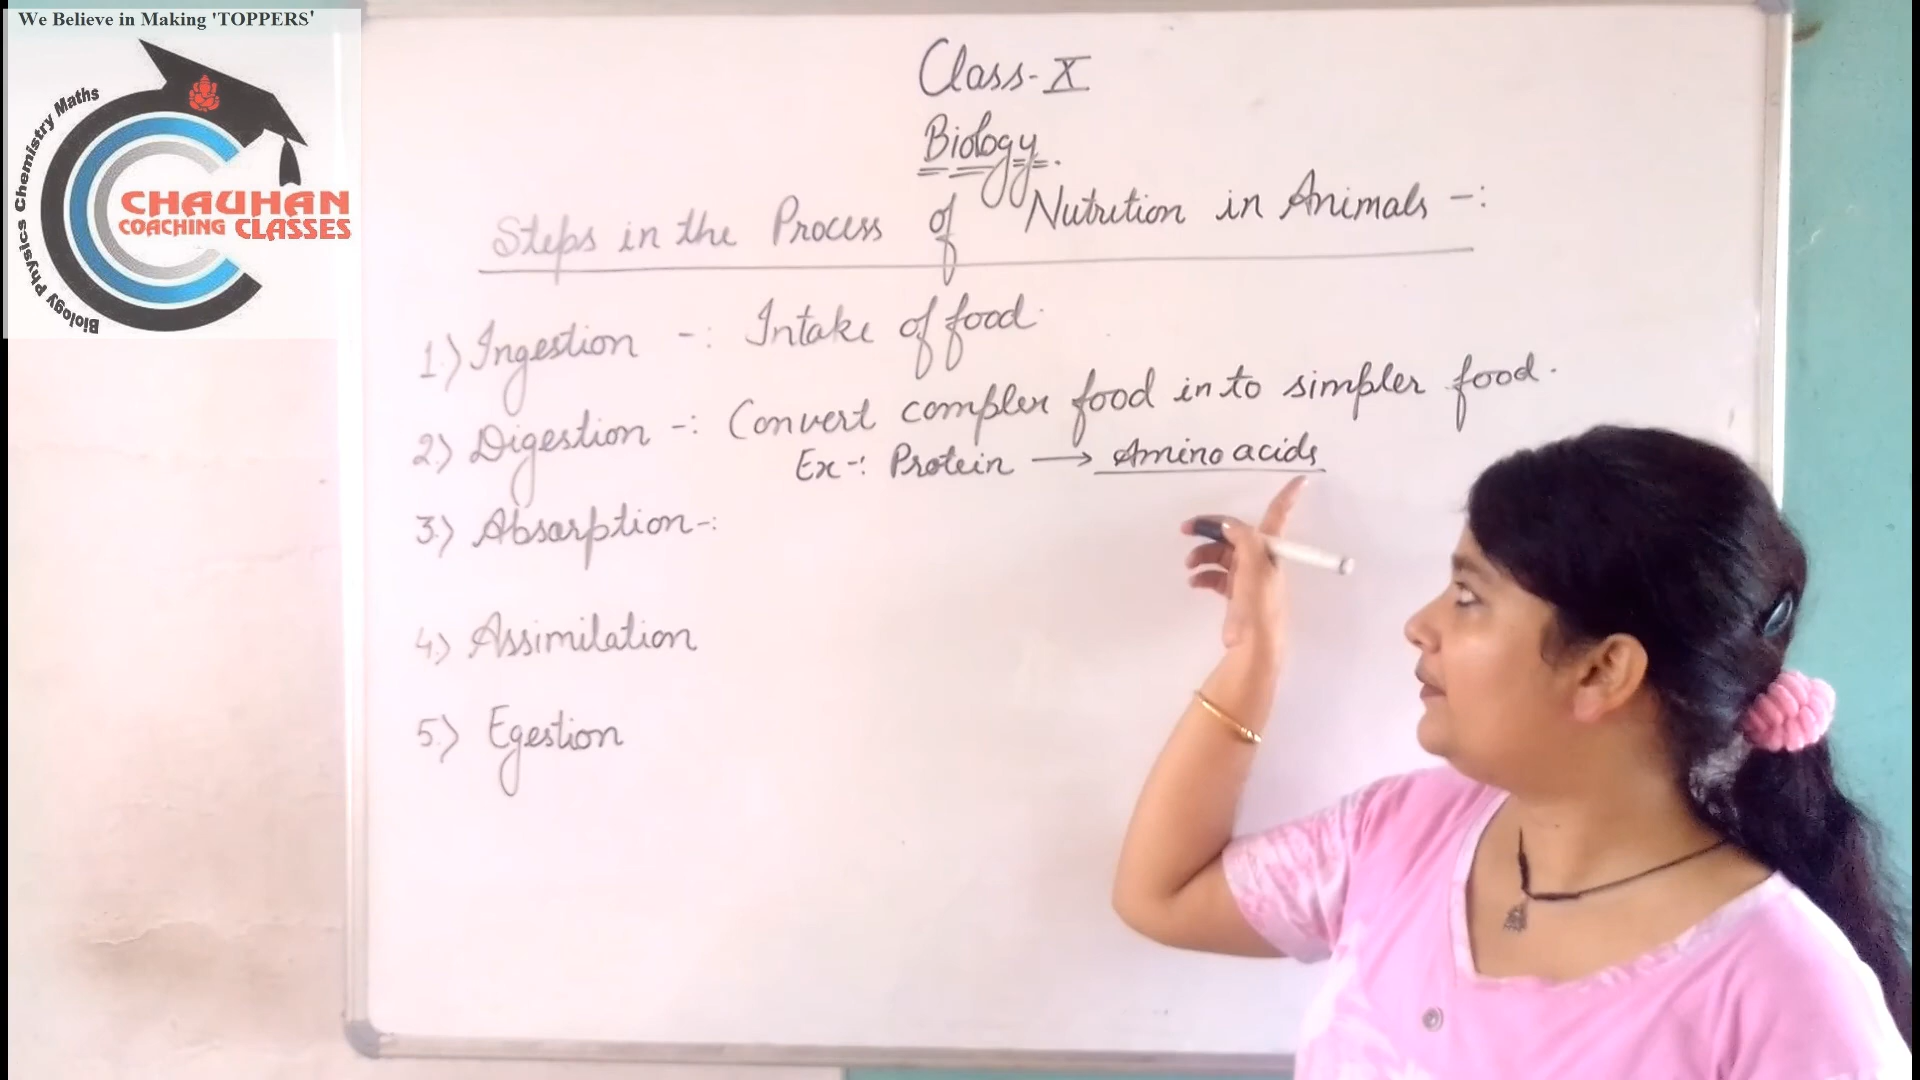 We Believe in Making 'TOPPERS'
Biology Physics Chemistry Maths
CHAUHAN
COACHING CLASSES
Class-X
Biology.
Steps in the Process of Nutrition in Animals -:
1.) Ingestion -: Intake of food.
2.) Digestion -: Convert complex food in to simpler food.
Ex-: Protein → Amino acids
3.) Absorption-:
4.) Assimilation
5.) Egestion